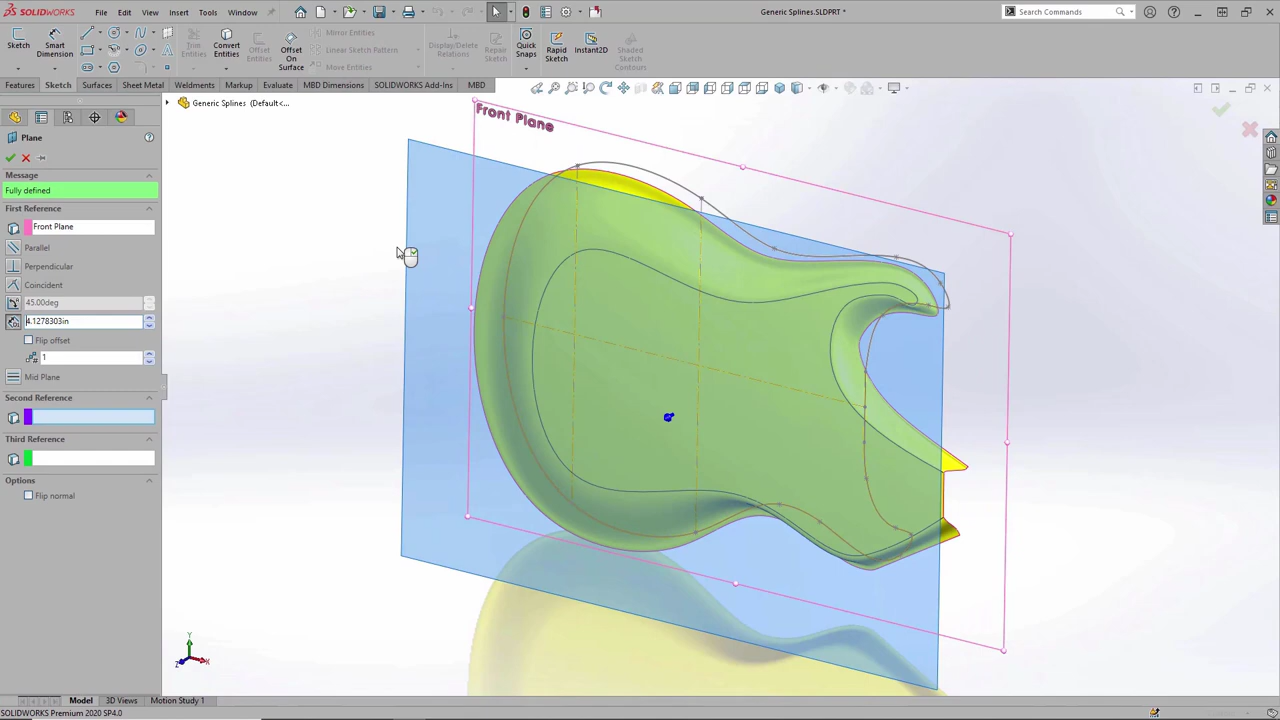 SOLIDWORKS
File
Edit
View
Insert
Tools
Window
Generic Splines.SLDPRT *
Search Commands
Sketch
Smart
Dimension
Trim
Entities
Convert
Entities
Offset
Entities
Offset
On
Surface
Mirror Entities
Linear Sketch Pattern
Move Entities
Display/Delete
Relations
Repair
Sketch
Quick
Snaps
Rapid
Sketch
Instant2D
Shaded
Sketch
Contours
Features
Sketch
Surfaces
Sheet Metal
Weldments
Markup
Evaluate
MBD Dimensions
SOLIDWORKS Add-Ins
MBD
Generic Splines (Default<...
Plane
Message
Fully defined
First Reference
Front Plane
Parallel
Perpendicular
Coincident
45.00deg
4.1278303in
Flip offset
1
Mid Plane
Second Reference
Third Reference
Options
Flip normal
Front Plane
Y
X
Z
Model
3D Views
Motion Study 1
SOLIDWORKS Premium 2020 SP4.0